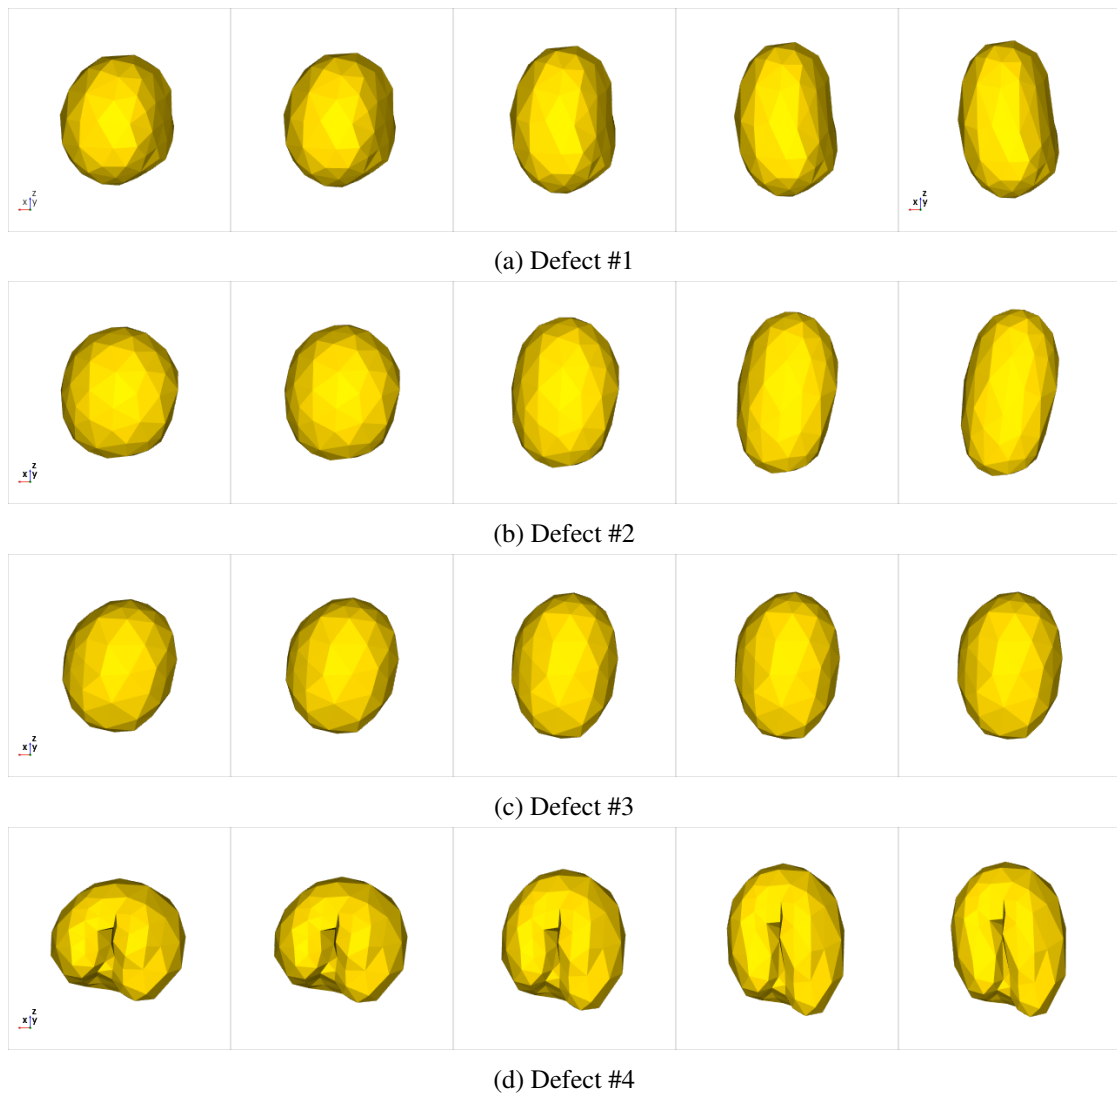 z
x y
z
x y
(a) Defect #1
z
x y
(b) Defect #2
z
x y
(c) Defect #3
z
x y
(d) Defect #4